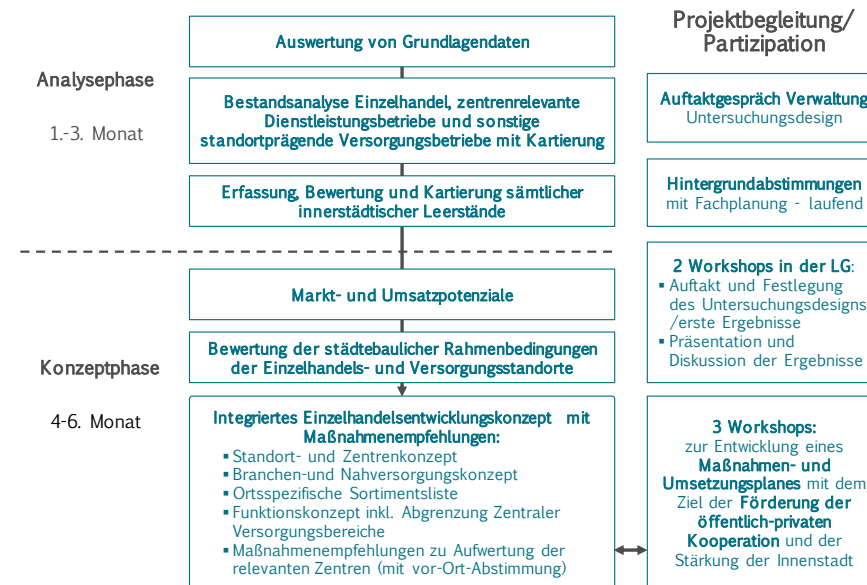 Auswertung von Grundlagendaten
Analysephase
1.-3. Monat
Bestandsanalyse Einzelhandel, zentrenrelevante
Dienstleistungsbetriebe und sonstige
standortprägende Versorgungsbetriebe mit Kartierung
Erfassung, Bewertung und Kartierung sämtlicher
innerstädtischer Leerstände
Markt- und Umsatzpotenziale
Konzeptphase
4-6. Monat
Bewertung der städtebaulicher Rahmenbedingungen
der Einzelhandels- und Versorgungsstandorte
Integriertes Einzelhandelsentwicklungskonzept mit
Maßnahmenempfehlungen:
▪ Standort- und Zentrenkonzept
▪ Branchen-und Nahversorgungskonzept
▪ Ortsspezifische Sortimentsliste
▪ Funktionskonzept inkl. Abgrenzung Zentraler
Versorgungsbereiche
▪ Maßnahmenempfehlungen zu Aufwertung der
relevanten Zentren (mit vor-Ort-Abstimmung)
Projektbegleitung/
Partizipation
Auftaktgespräch Verwaltung
Untersuchungsdesign
Hintergrundabstimmungen
mit Fachplanung - laufend
2 Workshops in der LG:
▪ Auftakt und Festlegung
des Untersuchungsdesigns
/erste Ergebnisse
▪ Präsentation und
Diskussion der Ergebnisse
3 Workshops:
zur Entwicklung eines
Maßnahmen- und
Umsetzungsplanes mit dem
Ziel der Förderung der
öffentlich-privaten
Kooperation und der
Stärkung der Innenstadt